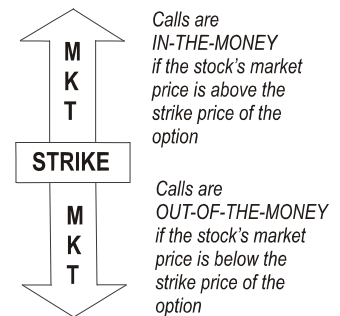 MKT
Calls are
IN-THE-MONEY
if the stock's market
price is above the
strike price of the
option
STRIKE
MKT
Calls are
OUT-OF-THE-MONEY
if the stock's market
price is below the
strike price of the
option